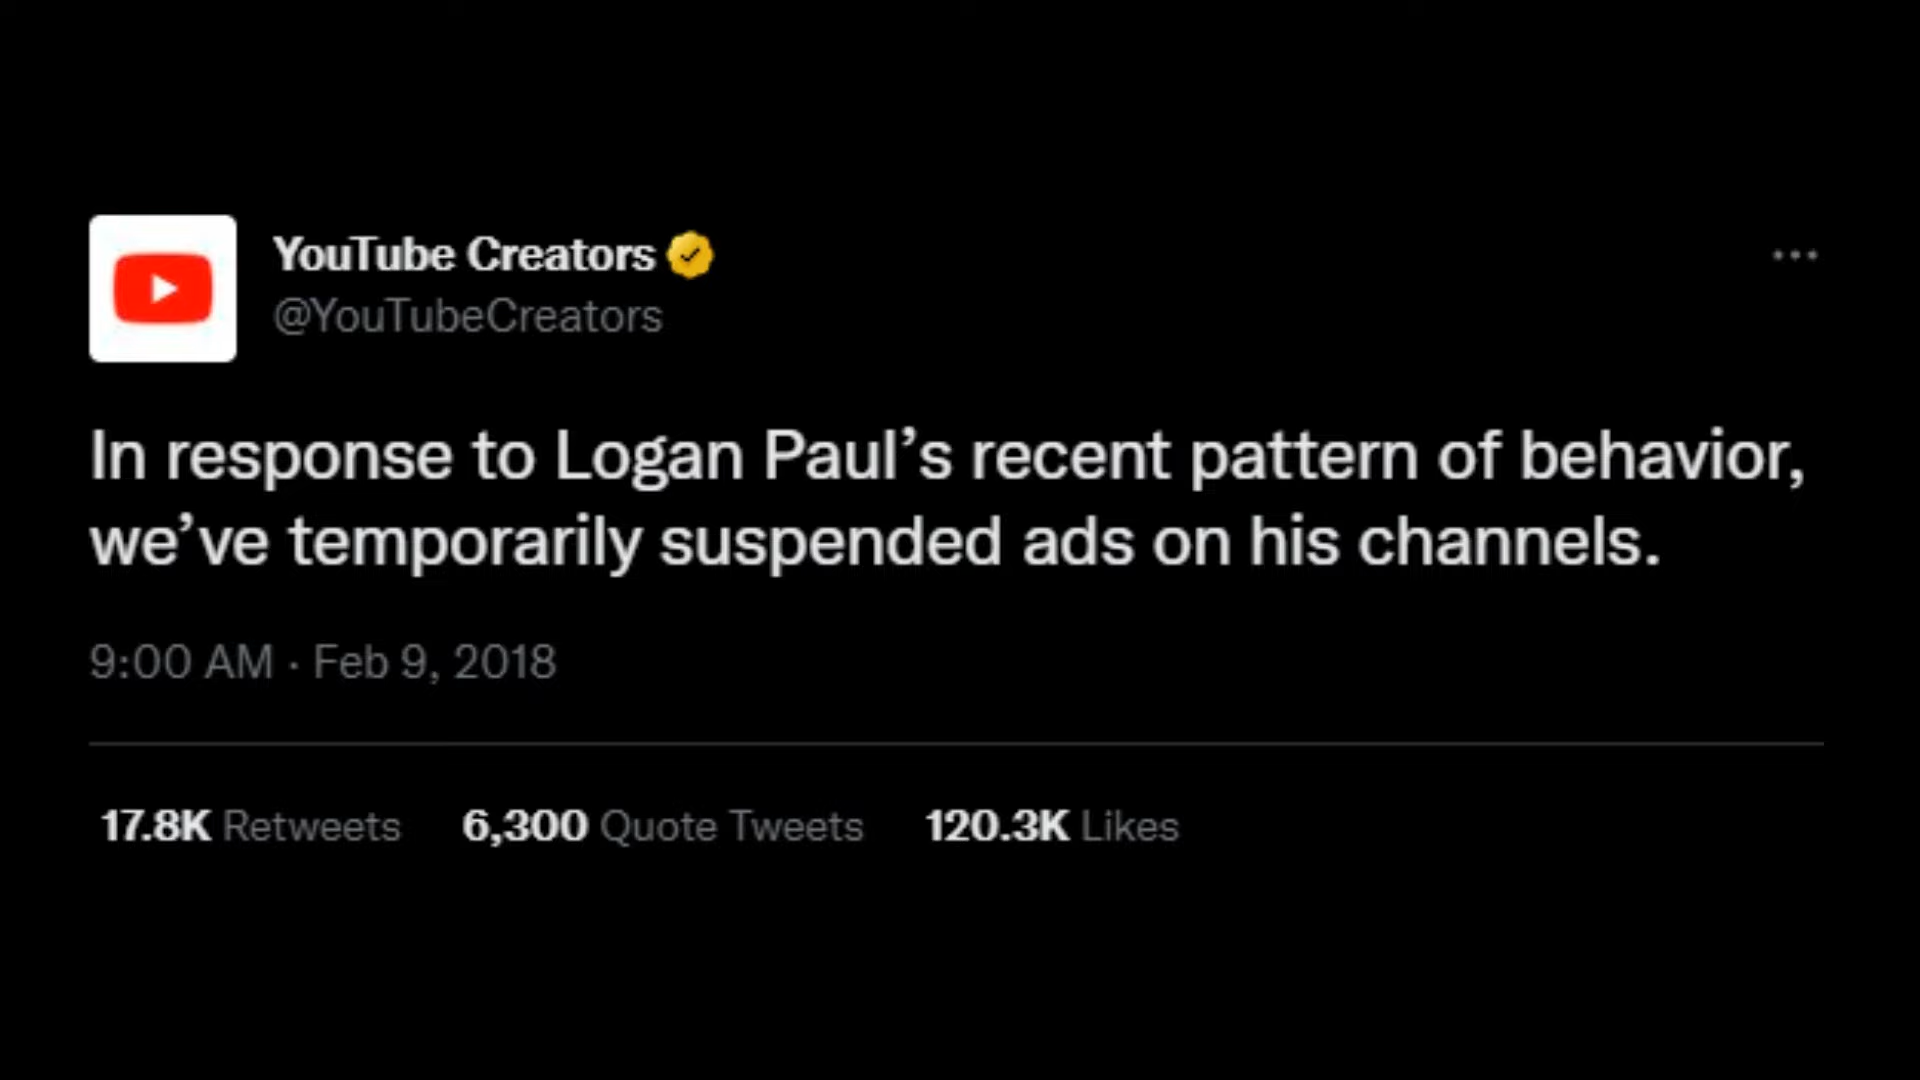 YouTube Creators
@YouTubeCreators
In response to Logan Paul’s recent pattern of behavior,
we’ve temporarily suspended ads on his channels.
9:00 AM · Feb 9, 2018
17.8K Retweets 6,300 Quote Tweets 120.3K Likes